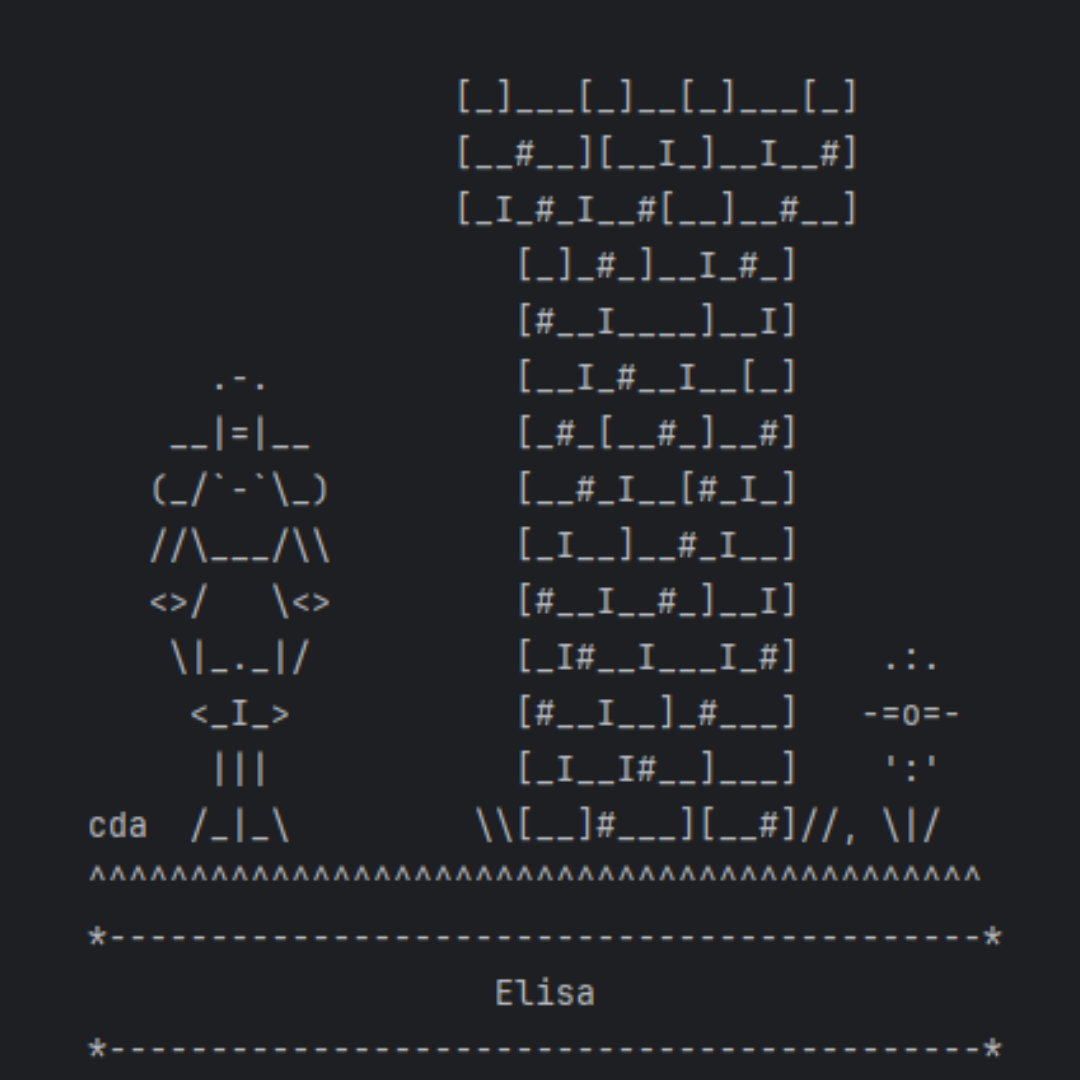 [_]___[_]__[_]___[_]
                  [__#__][__I_]__I__#]
                  [_I_#_I__#[__]__#__]
                     [_]_#_]__I_#_]
                     [#__I____]__I]
      .-.            [__I_#__I__[_]
    __|=|__          [_#_[__#_]__#]
   (_/`-`\_)         [__#_I__[#_I_]
   //\___/\\         [_I__]__#_I__]
   <>/   \<>         [#__I__#_]__I]
    \|_._|/          [_I#__I___I_#]    .:.
     <_I_>           [#__I__]_#___]   -=o=-
      |||            [_I__I#__]___]    ':'
cda  /_|_\         \\[__]#___][__#]//, \|/
^^^^^^^^^^^^^^^^^^^^^^^^^^^^^^^^^^^^^^^^^^^^
*-------------------------------------------*
                    Elisa
*-------------------------------------------*